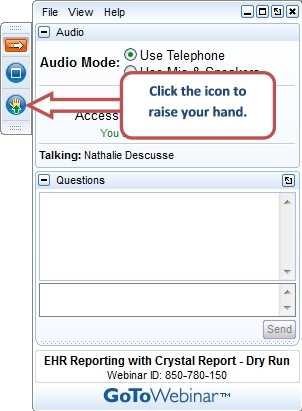 File View Help
Audio
Audio Mode: Use Telephone
Use Mic & Speakers
Click the icon to
raise your hand.
Access
You
Talking: Nathalie Descusse
Questions
Send
EHR Reporting with Crystal Report - Dry Run
Webinar ID: 850-780-150
GoToWebinar™